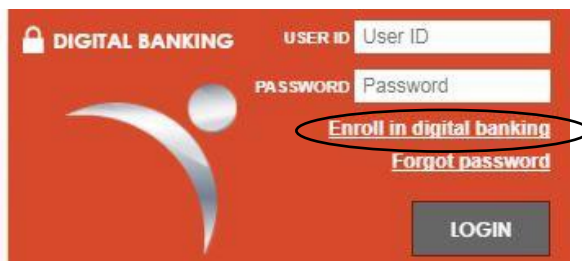 DIGITAL BANKING
USER ID User ID
PASSWORD Password
Enroll in digital banking
Forgot password
LOGIN